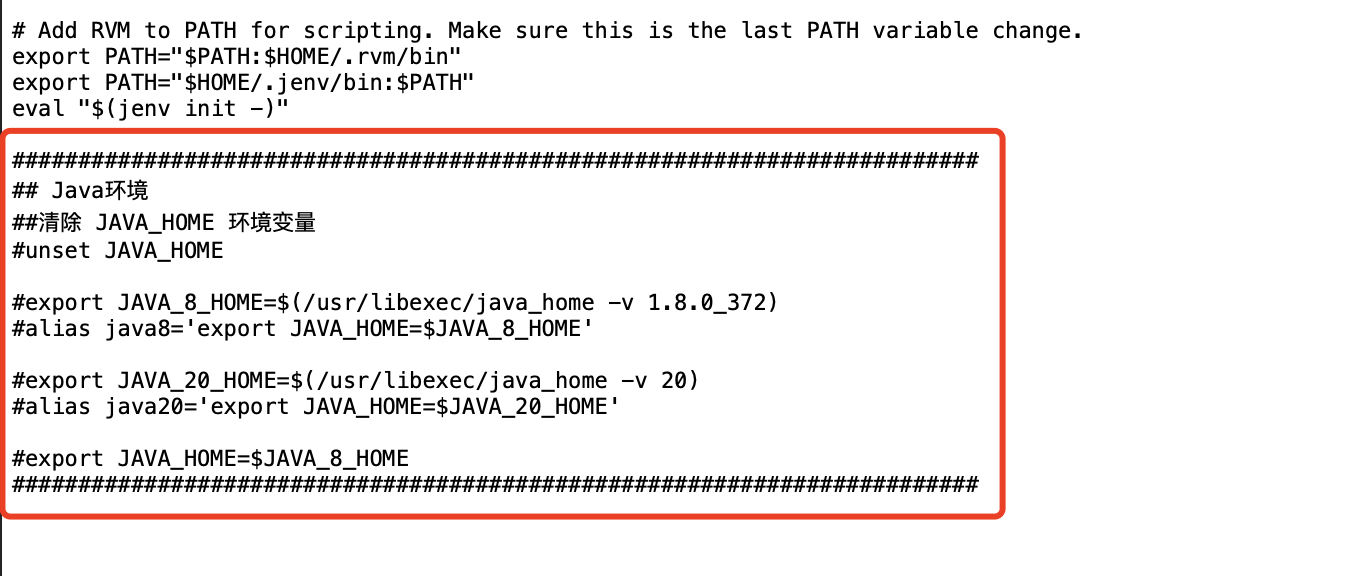 # Add RVM to PATH for scripting. Make sure this is the last PATH variable change.
export PATH="$PATH:$HOME/.rvm/bin"
export PATH="$HOME/.jenv/bin:$PATH"
eval "$(jenv init -)"
#########################################################################
## Java环境
##清除 JAVA_HOME 环境变量
#unset JAVA_HOME
#export JAVA_8_HOME=$(/usr/libexec/java_home -v 1.8.0_372)
#alias java8='export JAVA_HOME=$JAVA_8_HOME'
#export JAVA_20_HOME=$(/usr/libexec/java_home -v 20)
#alias java20='export JAVA_HOME=$JAVA_20_HOME'
#export JAVA_HOME=$JAVA_8_HOME
#########################################################################